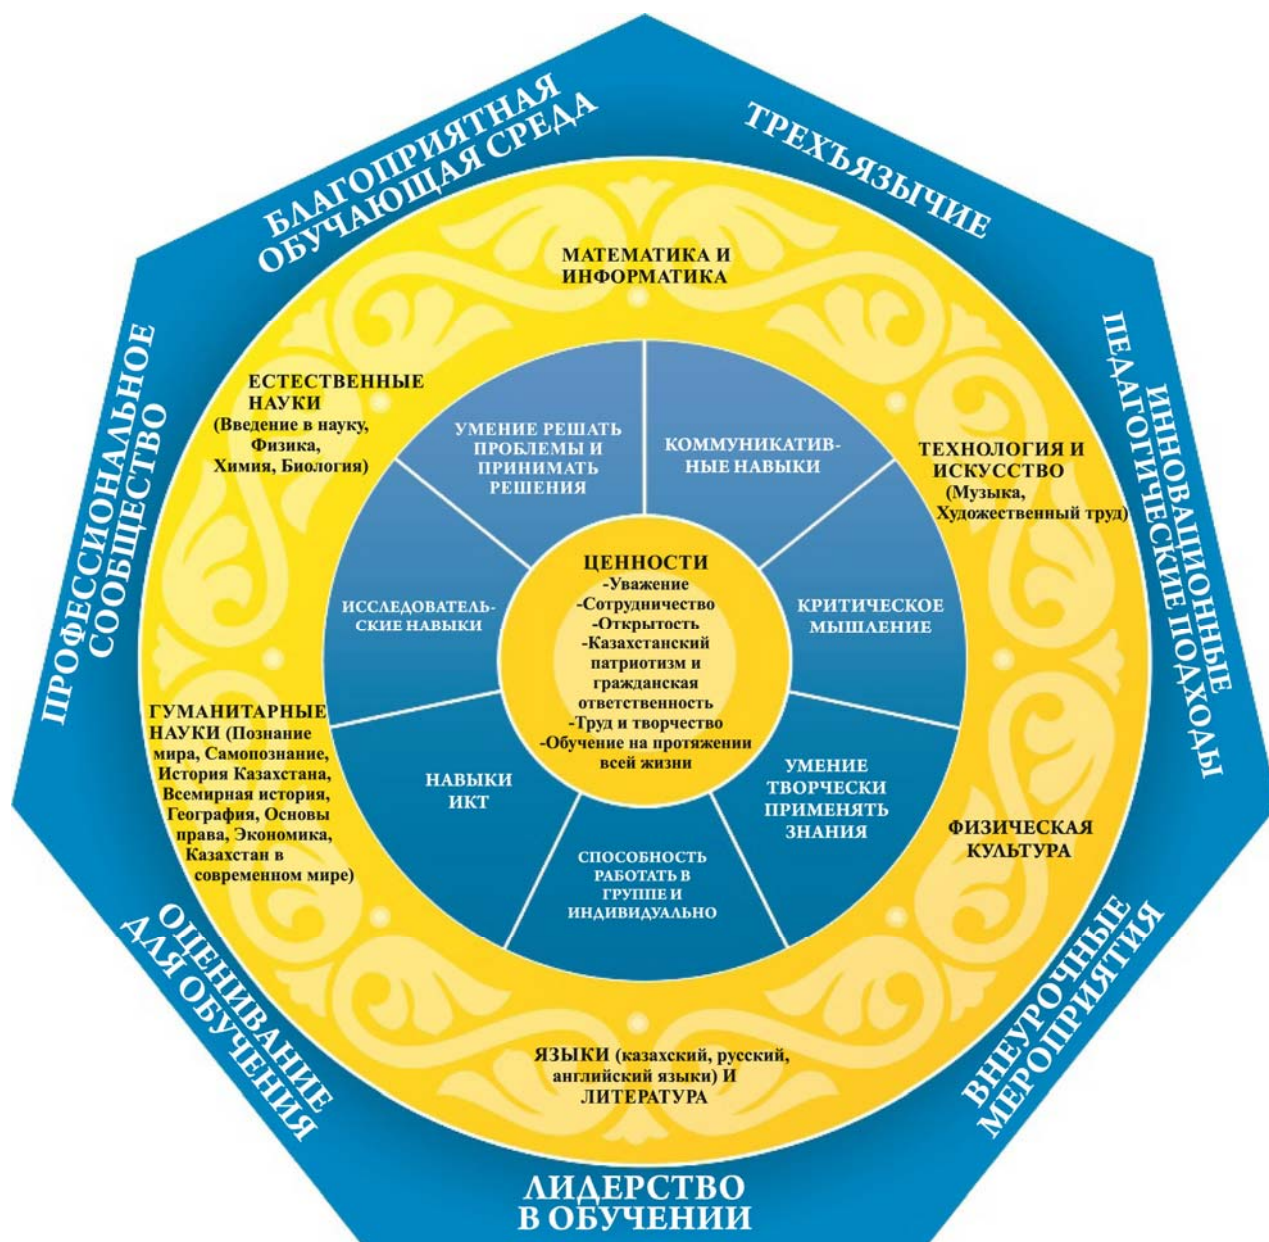 БЛАГОПРИЯТНАЯ
ОБУЧАЮЩАЯ СРЕДА
ТРЕХЪЯЗЫЧИЕ
ИННОВАЦИОННЫЕ
ПЕДАГОГИЧЕСКИЕ ПОДХОДЫ
ВНЕУРОЧНЫЕ
МЕРОПРИЯТИЯ
ЛИДЕРСТВО
В ОБУЧЕНИИ
ОЦЕНИВАНИЕ
ДЛЯ ОБУЧЕНИЯ
ПРОФЕССИОНАЛЬНОЕ
СООБЩЕСТВО
МАТЕМАТИКА И
ИНФОРМАТИКА
ТЕХНОЛОГИЯ И
ИСКУССТВО
(Музыка,
Художественный труд)
ФИЗИЧЕСКАЯ
КУЛЬТУРА
ЯЗЫКИ (казахский, русский,
английский языки) И
ЛИТЕРАТУРА
ГУМАНИТАРНЫЕ
НАУКИ (Познание
мира, Самопознание,
История Казахстана,
Всемирная история,
География, Основы
права, Экономика,
Казахстан в
современном мире)
ЕСТЕСТВЕННЫЕ
НАУКИ
(Введение в науку,
Физика,
Химия, Биология)
УМЕНИЕ РЕШАТЬ
ПРОБЛЕМЫ И
ПРИНИМАТЬ
РЕШЕНИЯ
КОММУНИКАТИВ-
НЫЕ НАВЫКИ
КРИТИЧЕСКОЕ
МЫШЛЕНИЕ
УМЕНИЕ
ТВОРЧЕСКИ
ПРИМЕНЯТЬ
ЗНАНИЯ
СПОСОБНОСТЬ
РАБОТАТЬ В
ГРУППЕ И
ИНДИВИДУАЛЬНО
НАВЫКИ
ИКТ
ИССЛЕДОВАТЕЛЬ-
СКИЕ НАВЫКИ
ЦЕННОСТИ
-Уважение
-Сотрудничество
-Открытость
-Казахстанский
патриотизм и
гражданская
ответственность
-Труд и творчество
-Обучение на протяжении
всей жизни